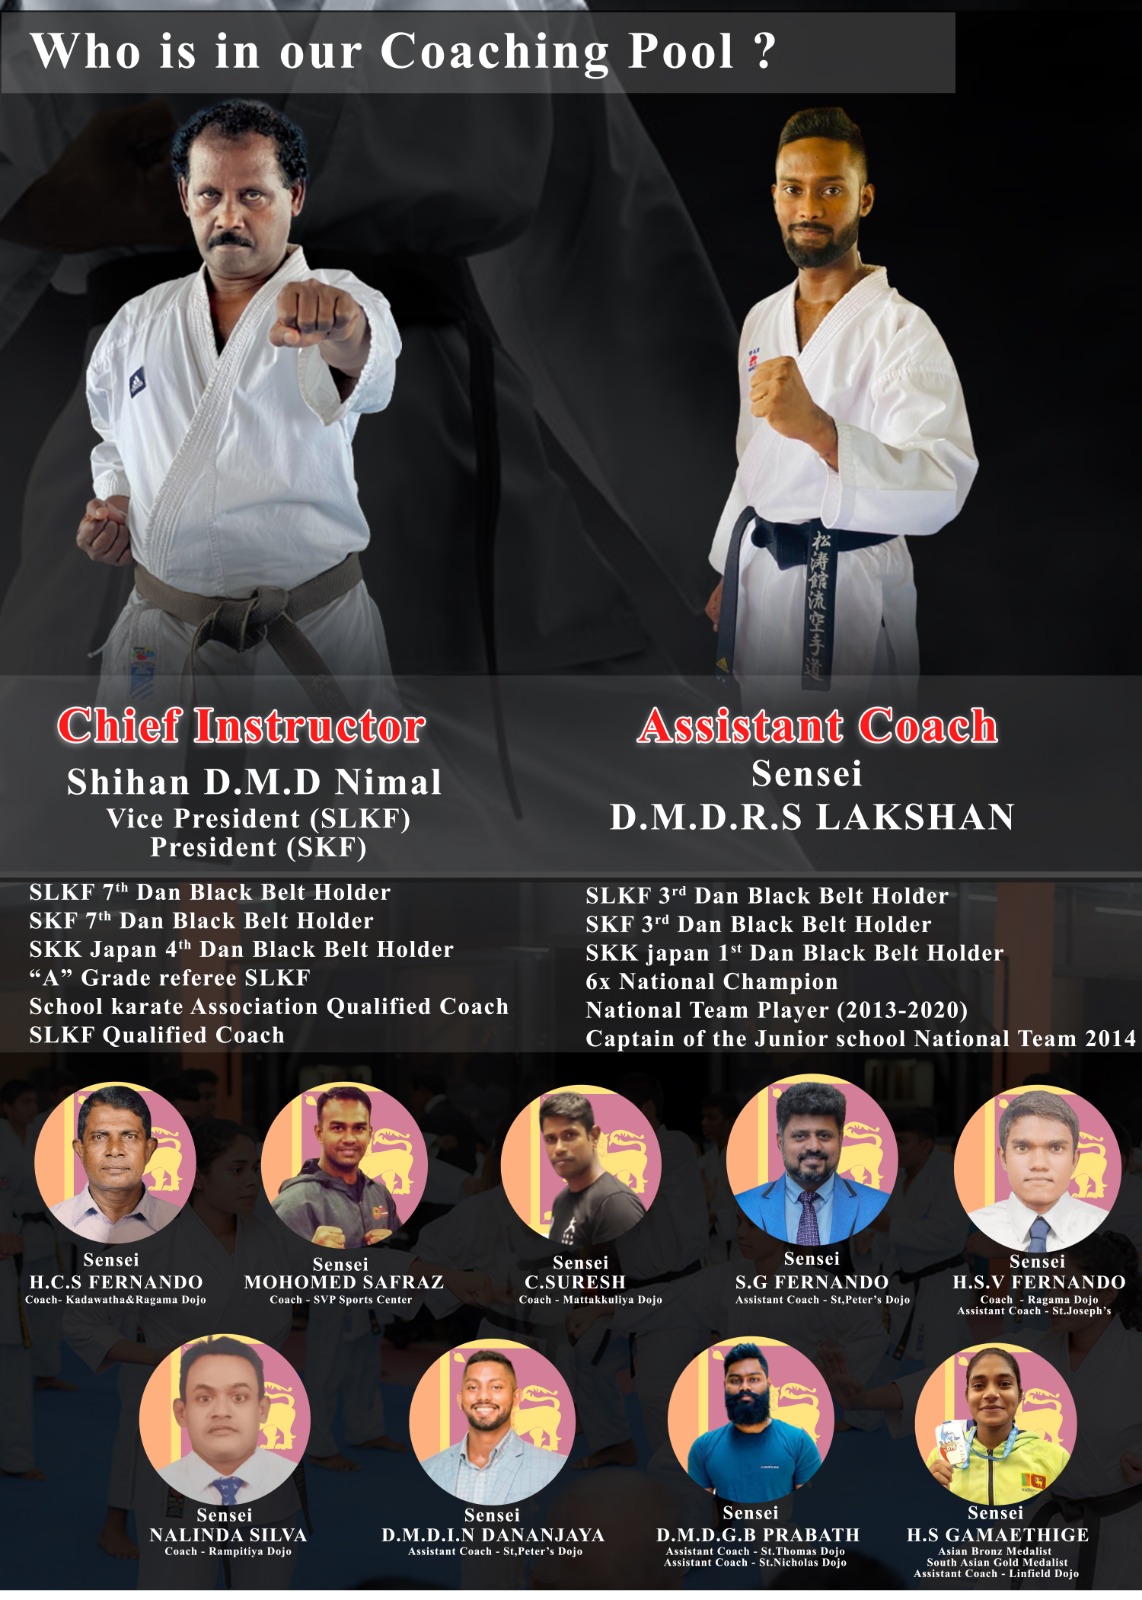 Who is in our Coaching Pool ?
松
涛
館
流
空
手
道
Chief Instructor
Shihan D.M.D Nimal
Vice President (SLKF)
President (SKF)
SLKF 7th Dan Black Belt Holder
SKF 7th Dan Black Belt Holder
SKK Japan 4th Dan Black Belt Holder
“A” Grade referee SLKF
School karate Association Qualified Coach
SLKF Qualified Coach
Assistant Coach
Sensei
D.M.D.R.S LAKSHAN
SLKF 3rd Dan Black Belt Holder
SKF 3rd Dan Black Belt Holder
SKK japan 1st Dan Black Belt Holder
6x National Champion
National Team Player (2013-2020)
Captain of the Junior school National Team 2014
Sensei
H.C.S FERNANDO
Coach- Kadawatha&Ragama Dojo
Sensei
MOHOMED SAFRAZ
Coach - SVP Sports Center
Sensei
C.SURESH
Coach - Mattakkuliya Dojo
Sensei
S.G FERNANDO
Assistant Coach - St,Peter’s Dojo
Sensei
H.S.V FERNANDO
Coach - Ragama Dojo
Assistant Coach - St.Joseph’s
Sensei
NALINDA SILVA
Coach - Rampitiya Dojo
Sensei
D.M.D.I.N DANANJAYA
Assistant Coach - St,Peter’s Dojo
Sensei
D.M.D.G.B PRABATH
Assistant Coach - St.Thomas Dojo
Assistant Coach - St.Nicholas Dojo
Sensei
H.S GAMAETHIGE
Asian Bronz Medalist
South Asian Gold Medalist
Assistant Coach - Linfield Dojo